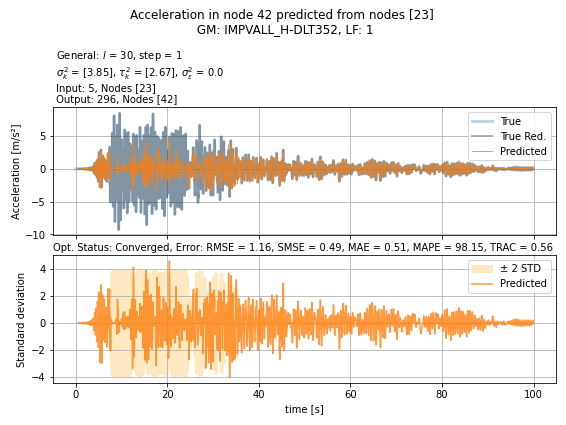 Acceleration in node 42 predicted from nodes [23]
GM: IMPVALL_H-DLT352, LF: 1
General: l = 30, step = 1
σ²ₖ = [3.85], τ²ₖ = [2.67], σ²ε = 0.0
Input: 5, Nodes [23]
Output: 296, Nodes [42]
Acceleration [m/s²]
5
0
−5
−10
True
True Red.
Predicted
Opt. Status: Converged, Error: RMSE = 1.16, SMSE = 0.49, MAE = 0.51, MAPE = 98.15, TRAC = 0.56
Standard deviation
4
2
0
−2
−4
± 2 STD
Predicted
0 20 40 60 80 100
time [s]